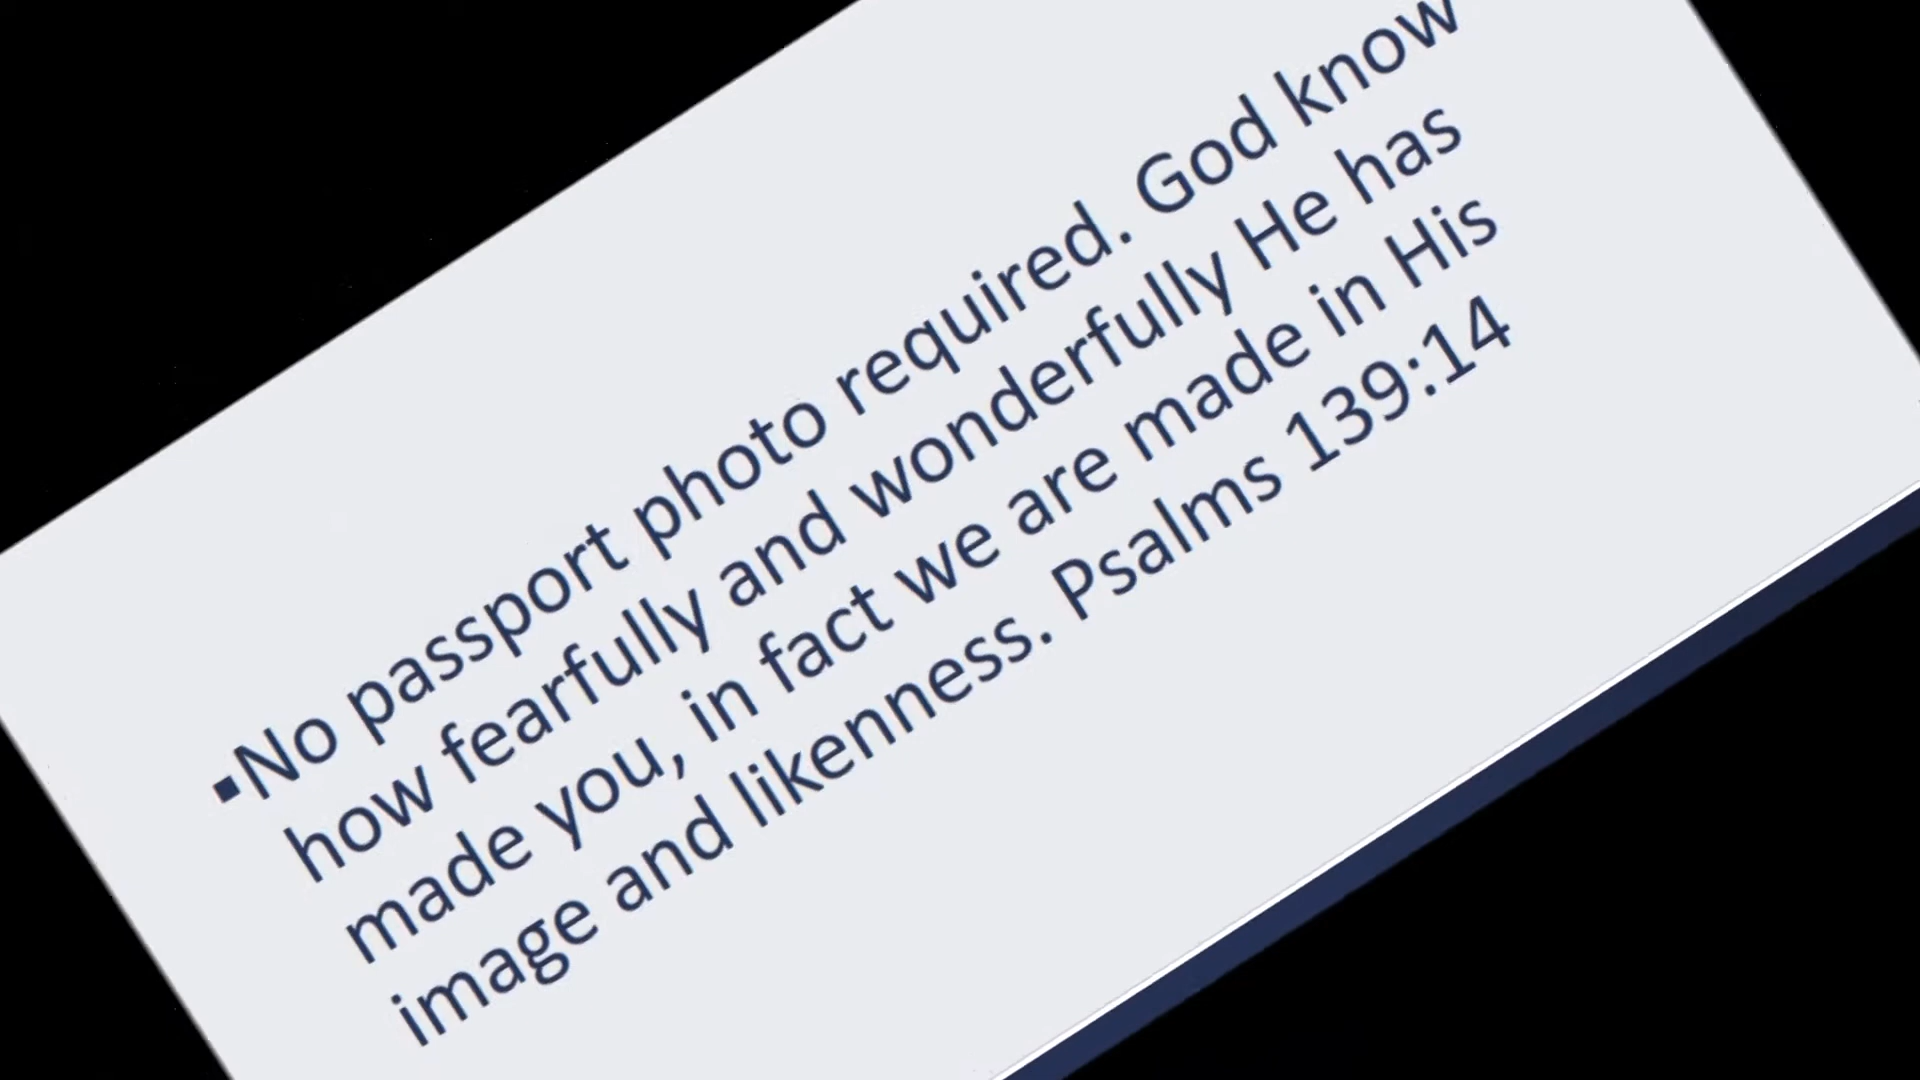 ▪No passport photo required. God know
how fearfully and wonderfully He has
made you, in fact we are made in His
image and likenness. Psalms 139:14